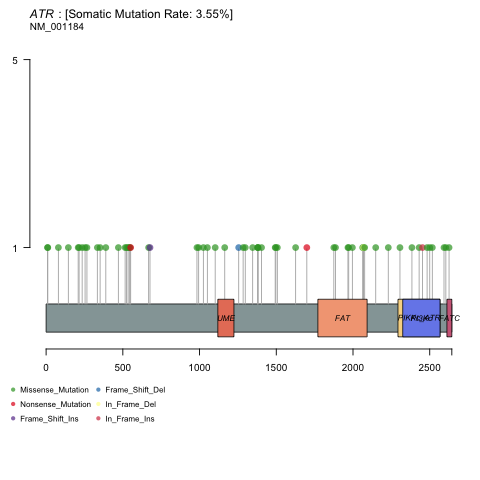 ATR : [Somatic Mutation Rate: 3.55%]
NM_001184
5
1
UME
FAT
FATC
0
500
1000
1500
2000
2500
Missense_Mutation
Frame_Shift_Del
Nonsense_Mutation
In_Frame_Del
Frame_Shift_Ins
In_Frame_Ins